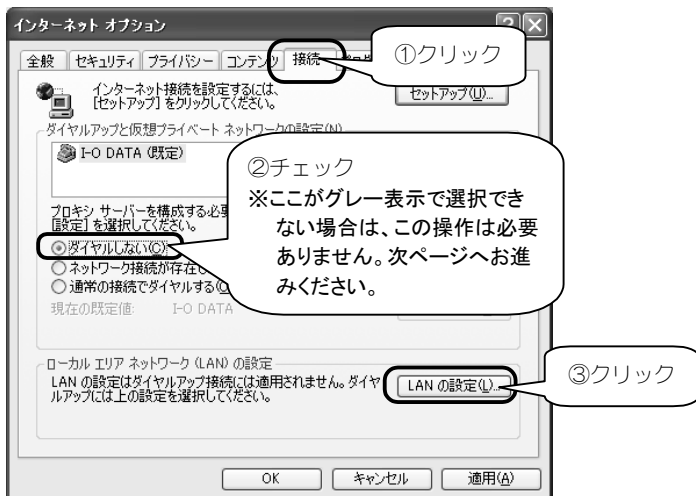 インターネット オプション
全般 セキュリティ プライバシー コンテンツ 接続
①クリック
インターネット接続を設定するには、
[セットアップ] をクリックしてください。
セットアップ(U)...
ダイヤルアップと仮想プライベート ネットワークの設定(N)
I-O DATA (既定)
②チェック
※ここがグレー表示で選択でき
ない場合は、この操作は必要
ありません。次ページへお進
みください。
プロキシ サーバーを構成する必要
[設定] を選択してください。
ダイヤルしない(C)
ネットワーク接続が存在し
通常の接続でダイヤルする(O)
現在の既定値: I-O DATA
ローカル エリア ネットワーク (LAN) の設定
LAN の設定はダイヤルアップ接続には適用されません。ダイヤ
ルアップには上の設定を選択してください。
LAN の設定(L)...
③クリック
OK キャンセル 適用(A)